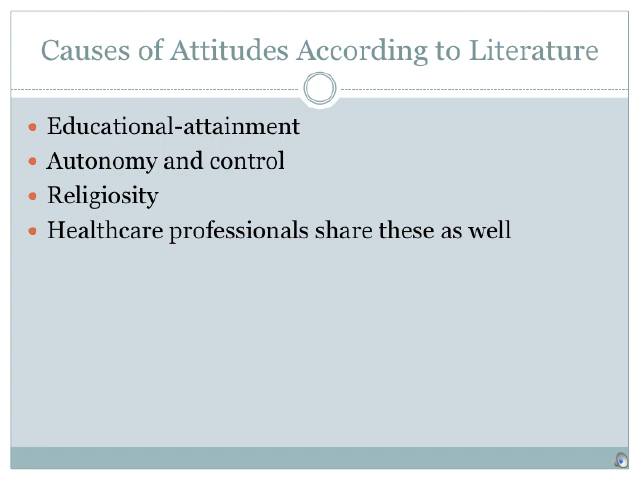 Causes of Attitudes According to Literature
Educational-attainment
Autonomy and control
Religiosity
Healthcare professionals share these as well